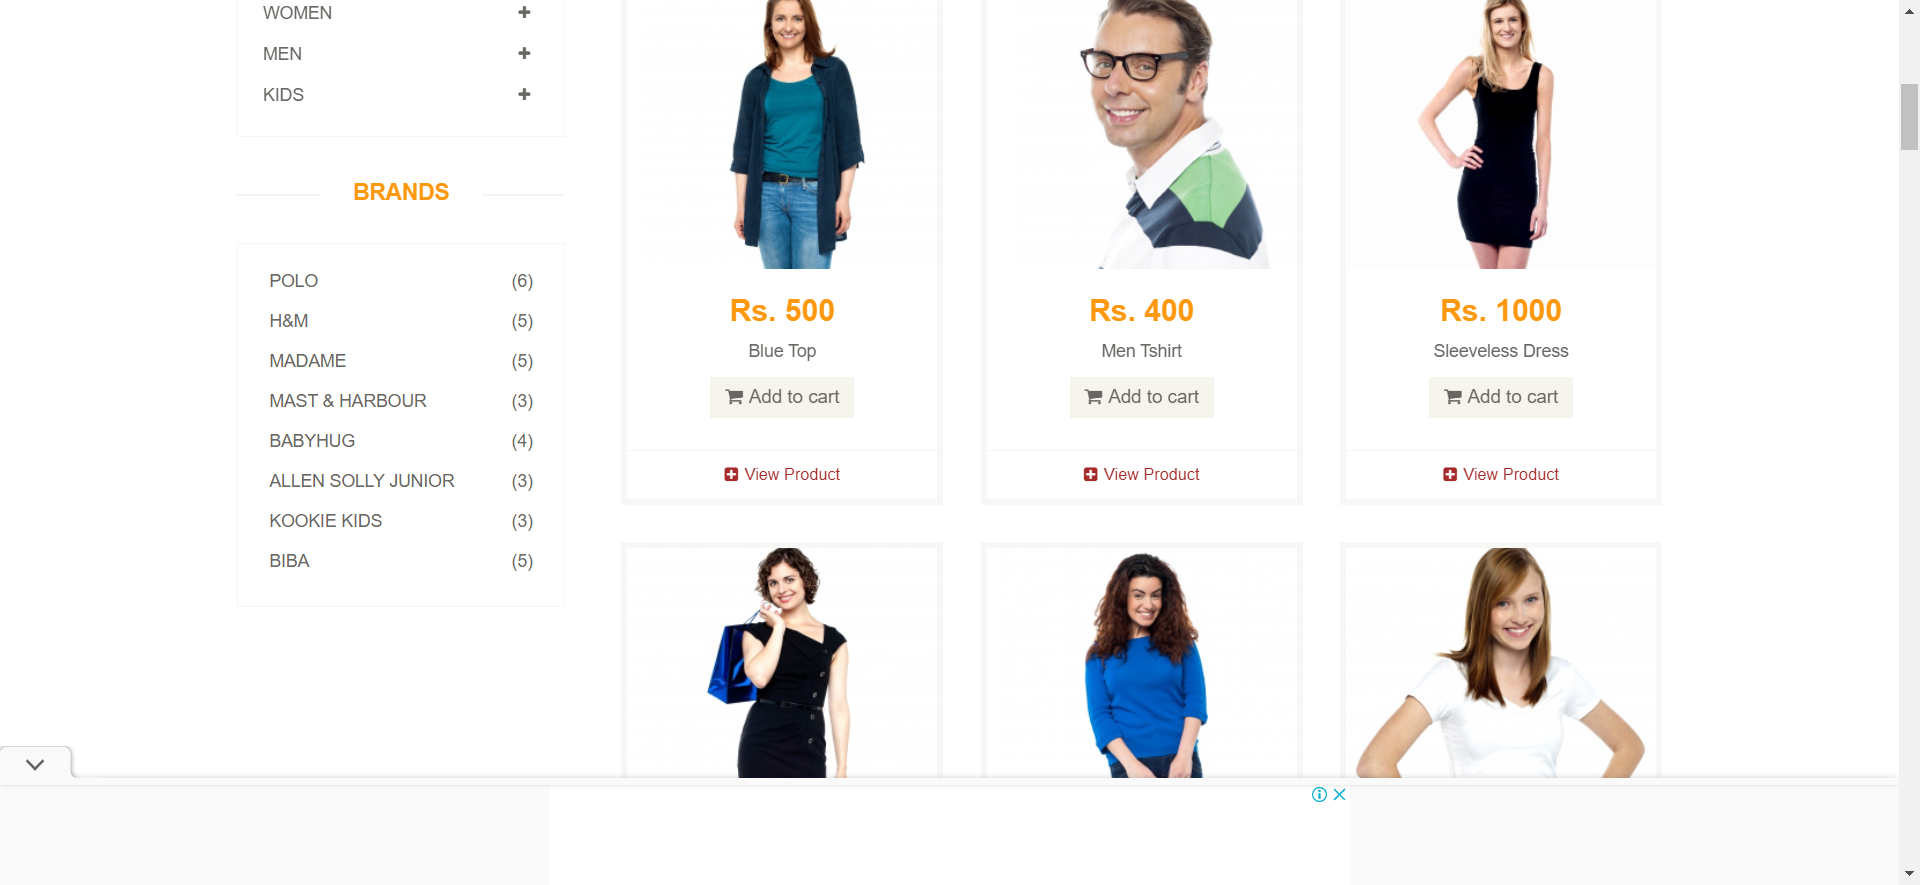 WOMEN
MEN
KIDS
BRANDS
POLO (6)
H&M (5)
MADAME (5)
MAST & HARBOUR (3)
BABYHUG (4)
ALLEN SOLLY JUNIOR (3)
KOOKIE KIDS (3)
BIBA (5)
Rs. 500
Blue Top
Add to cart
View Product
Rs. 400
Men Tshirt
Add to cart
View Product
Rs. 1000
Sleeveless Dress
Add to cart
View Product